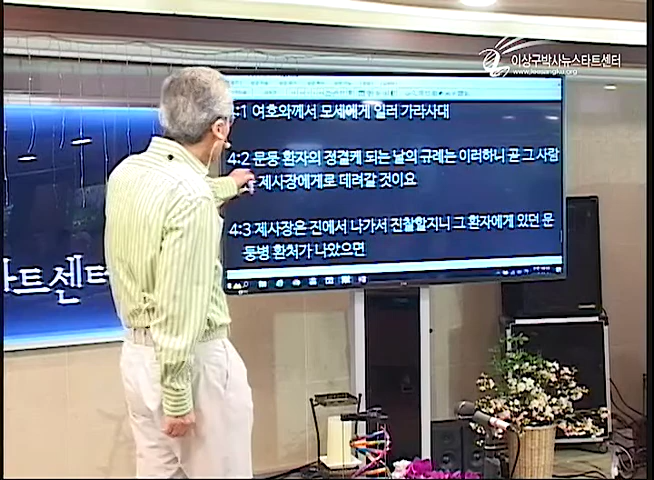 이상구박사뉴스타트센터
www.leesangku.org
4:1 여호와께서 모세에게 일러 가라사대
4:2 문둥 환자의 정결케 되는 날의 규례는 이러하니 곧 그 사람
제사장에게로 데려갈 것이요
4:3 제사장은 진에서 나가서 진찰할지니 그 환자에게 있던 문
둥병 환처가 나았으면
타트센터